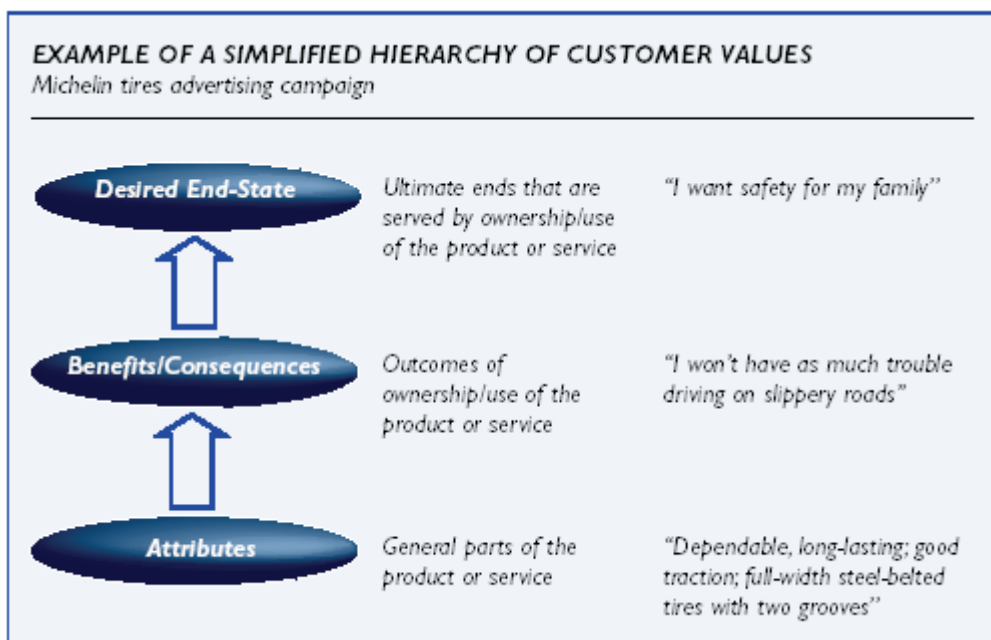 EXAMPLE OF A SIMPLIFIED HIERARCHY OF CUSTOMER VALUES
Michelin tires advertising campaign
Desired End-State
Ultimate ends that are
served by ownership/use
of the product or service
“I want safety for my family”
Benefits/Consequences
Outcomes of
ownership/use of the
product or service
“I won’t have as much trouble
driving on slippery roads”
Attributes
General parts of the
product or service
“Dependable, long-lasting; good
traction; full-width steel-belted
tires with two grooves”